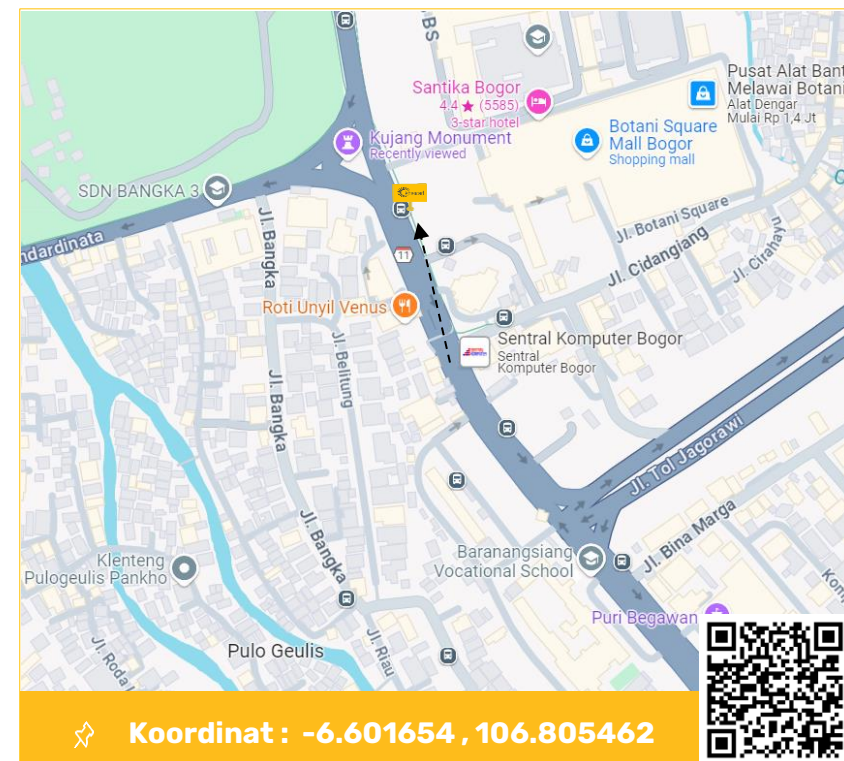 BS
Santika Bogor
4.4 ★ (5585)
3-star hotel
Pusat Alat Bant
Melawai Botani
Alat Dengar
Mulai Rp 1,4 Jt
Kujang Monument
Recently viewed
Botani Square
Mall Bogor
Shopping mall
SDN BANGKA 3
Jl. Botani Square
Jl. Cidangiang
Jl. Cirahayu
ndardinata
Jl. Bangka
11
Roti Unyil Venus
Jl. Belitung
Sentral Komputer Bogor
Sentral
Komputer Bogor
Jl. Bangka
Jl. Tol Jagorawi
Jl. Bangka
Jl. Bina Marga
Baranangsiang
Vocational School
Klenteng
Pulogeulis Pankho
Puri Begawan
Pulo Geulis
Jl. Riau
Koordinat : -6.601654 , 106.805462